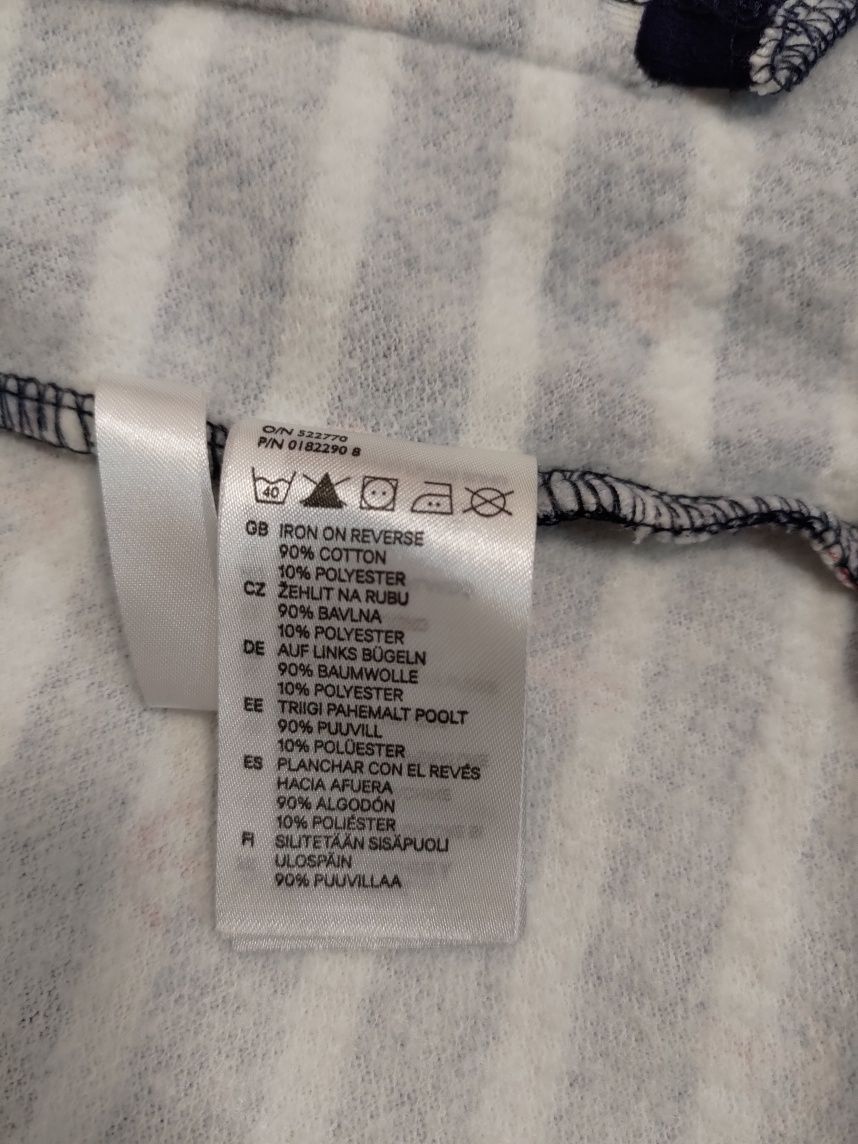 O/N 522770
P/N 0182290 8
40
GB IRON ON REVERSE
90% COTTON
10% POLYESTER
CZ ŽEHLIT NA RUBU
90% BAVLNA
10% POLYESTER
DE AUF LINKS BÜGELN
90% BAUMWOLLE
10% POLYESTER
EE TRIIGI PAHEMALT POOLT
90% PUUVILL
10% POLÜESTER
ES PLANCHAR CON EL REVÉS
HACIA AFUERA
90% ALGODÓN
10% POLIÉSTER
FI SILITETÄÄN SISÄPUOLI
ULOSPÄIN
90% PUUVILLAA